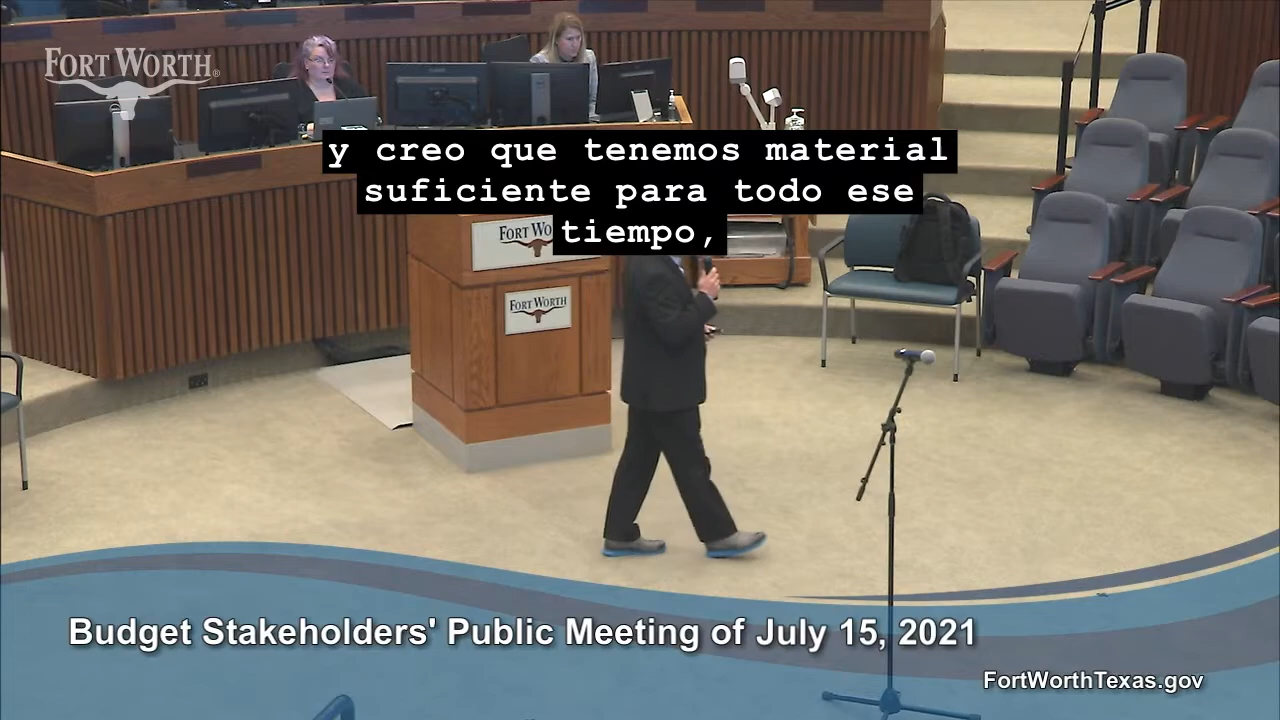 FORT WORTH®
y creo que tenemos material
suficiente para todo ese
tiempo,
FORT WO
FORT WORTH
Budget Stakeholders' Public Meeting of July 15, 2021
FortWorthTexas.gov